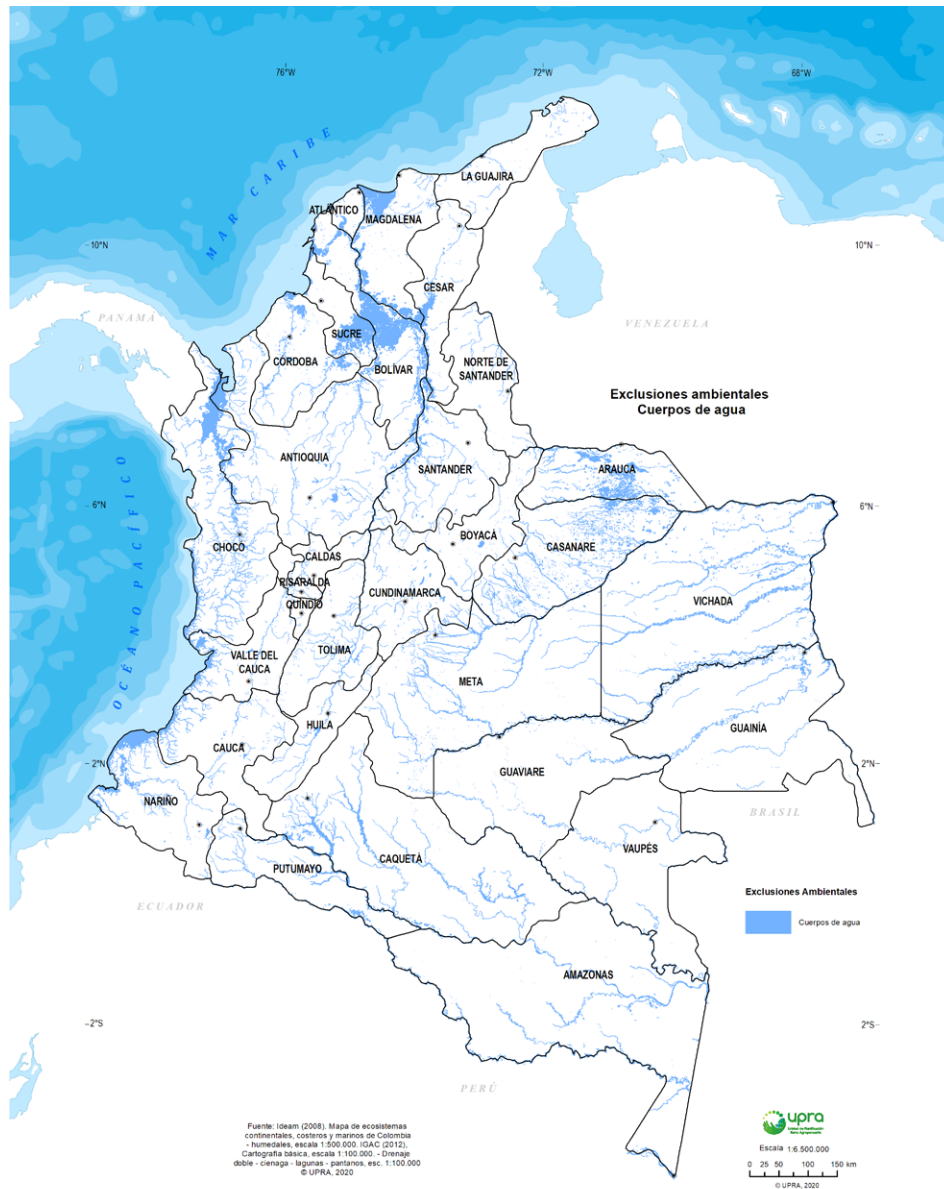 76°W
72°W
68°W
MAR CARIBE
LA GUAJIRA
ATLÁNTICO
MAGDALENA
10°N
10°N
CESAR
PANAMA
VENEZUELA
SUCRE
CÓRDOBA
BOLÍVAR
NORTE DE
SANTANDER
Exclusiones ambientales
Cuerpos de agua
ANTIOQUIA
SANTANDER
ARAUCA
OCÉANO PACÍFICO
6°N
6°N
CHOCÓ
BOYACÁ
CASANARE
CALDAS
RISARALDA
CUNDINAMARCA
QUINDÍO
VICHADA
VALLE DEL
CAUCA
TOLIMA
META
HUILA
GUAINÍA
CAUCA
2°N
2°N
GUAVIARE
NARIÑO
BRASIL
VAUPÉS
CAQUETÁ
PUTUMAYO
ECUADOR
Exclusiones Ambientales
Cuerpos de agua
AMAZONAS
2°S
2°S
PERÚ
Fuente: Ideam (2008). Mapa de ecosistemas
continentales, costeros y marinos de Colombia
- humedales, escala 1:500.000. IGAC (2012),
Cartografía básica, escala 1:100.000. - Drenaje
doble - cienaga - lagunas - pantanos, esc. 1:100.000
© UPRA, 2020
upra
Escala 1:6.500.000
0 25 50 100 150 km
© UPRA, 2020